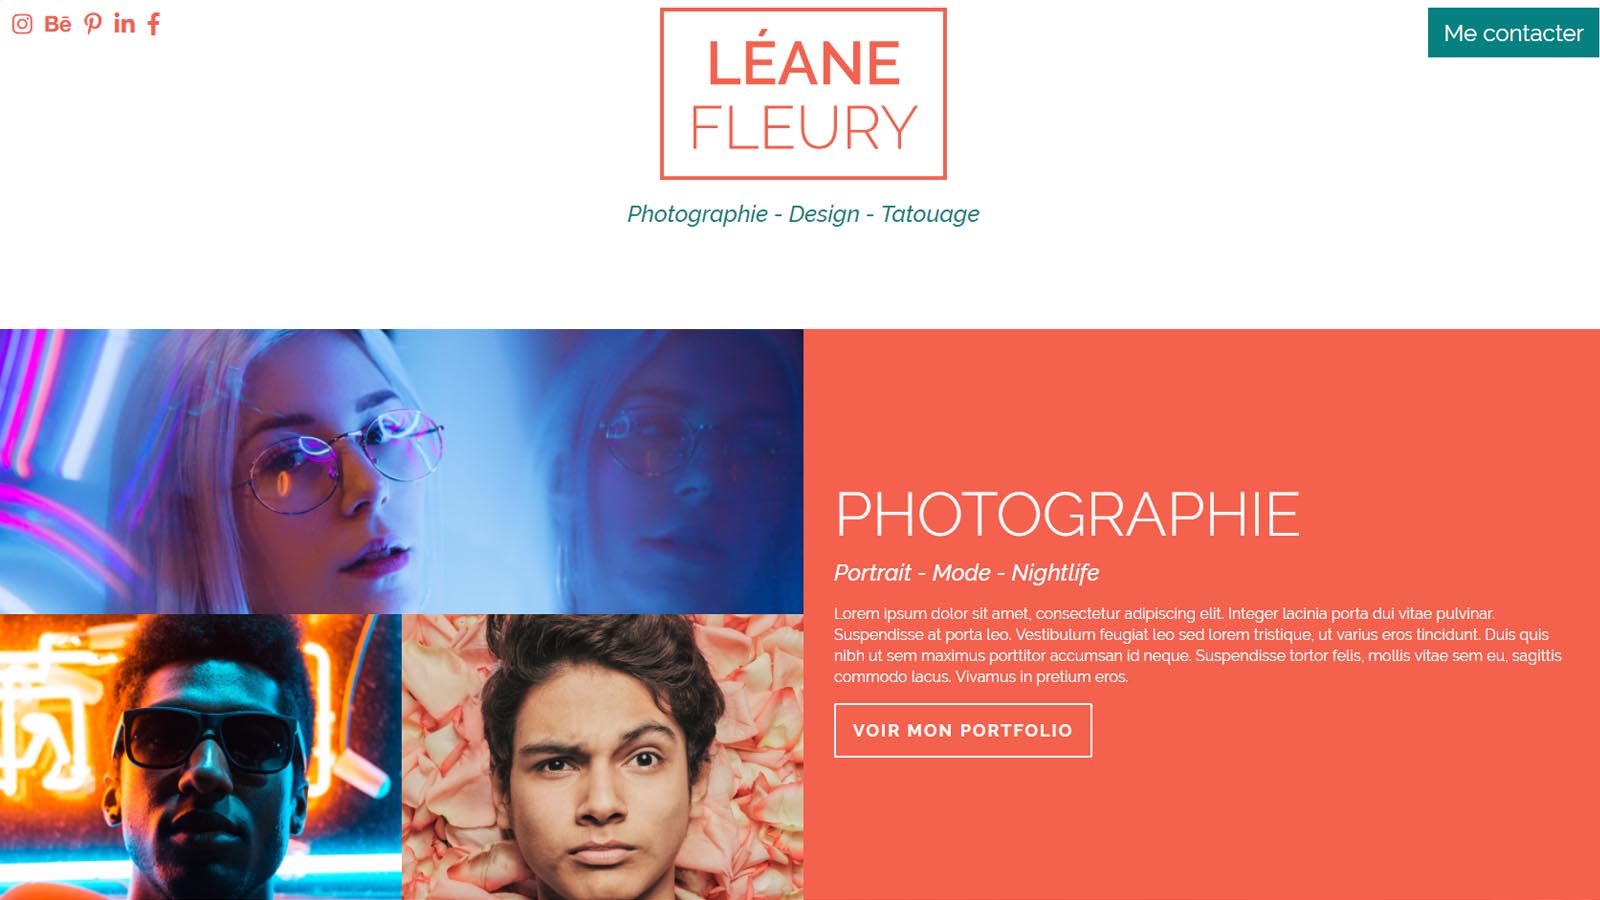 Bē in f
LÉANE
FLEURY
Me contacter
Photographie - Design - Tatouage
PHOTOGRAPHIE
Portrait - Mode - Nightlife
Lorem ipsum dolor sit amet, consectetur adipiscing elit. Integer lacinia porta dui vitae pulvinar.
Suspendisse at porta leo. Vestibulum feugiat leo sed lorem tristique, ut varius eros tincidunt. Duis quis
nibh ut sem maximus porttitor accumsan id neque. Suspendisse tortor felis, mollis vitae sem eu, sagittis
commodo lacus. Vivamus in pretium eros.
VOIR MON PORTFOLIO